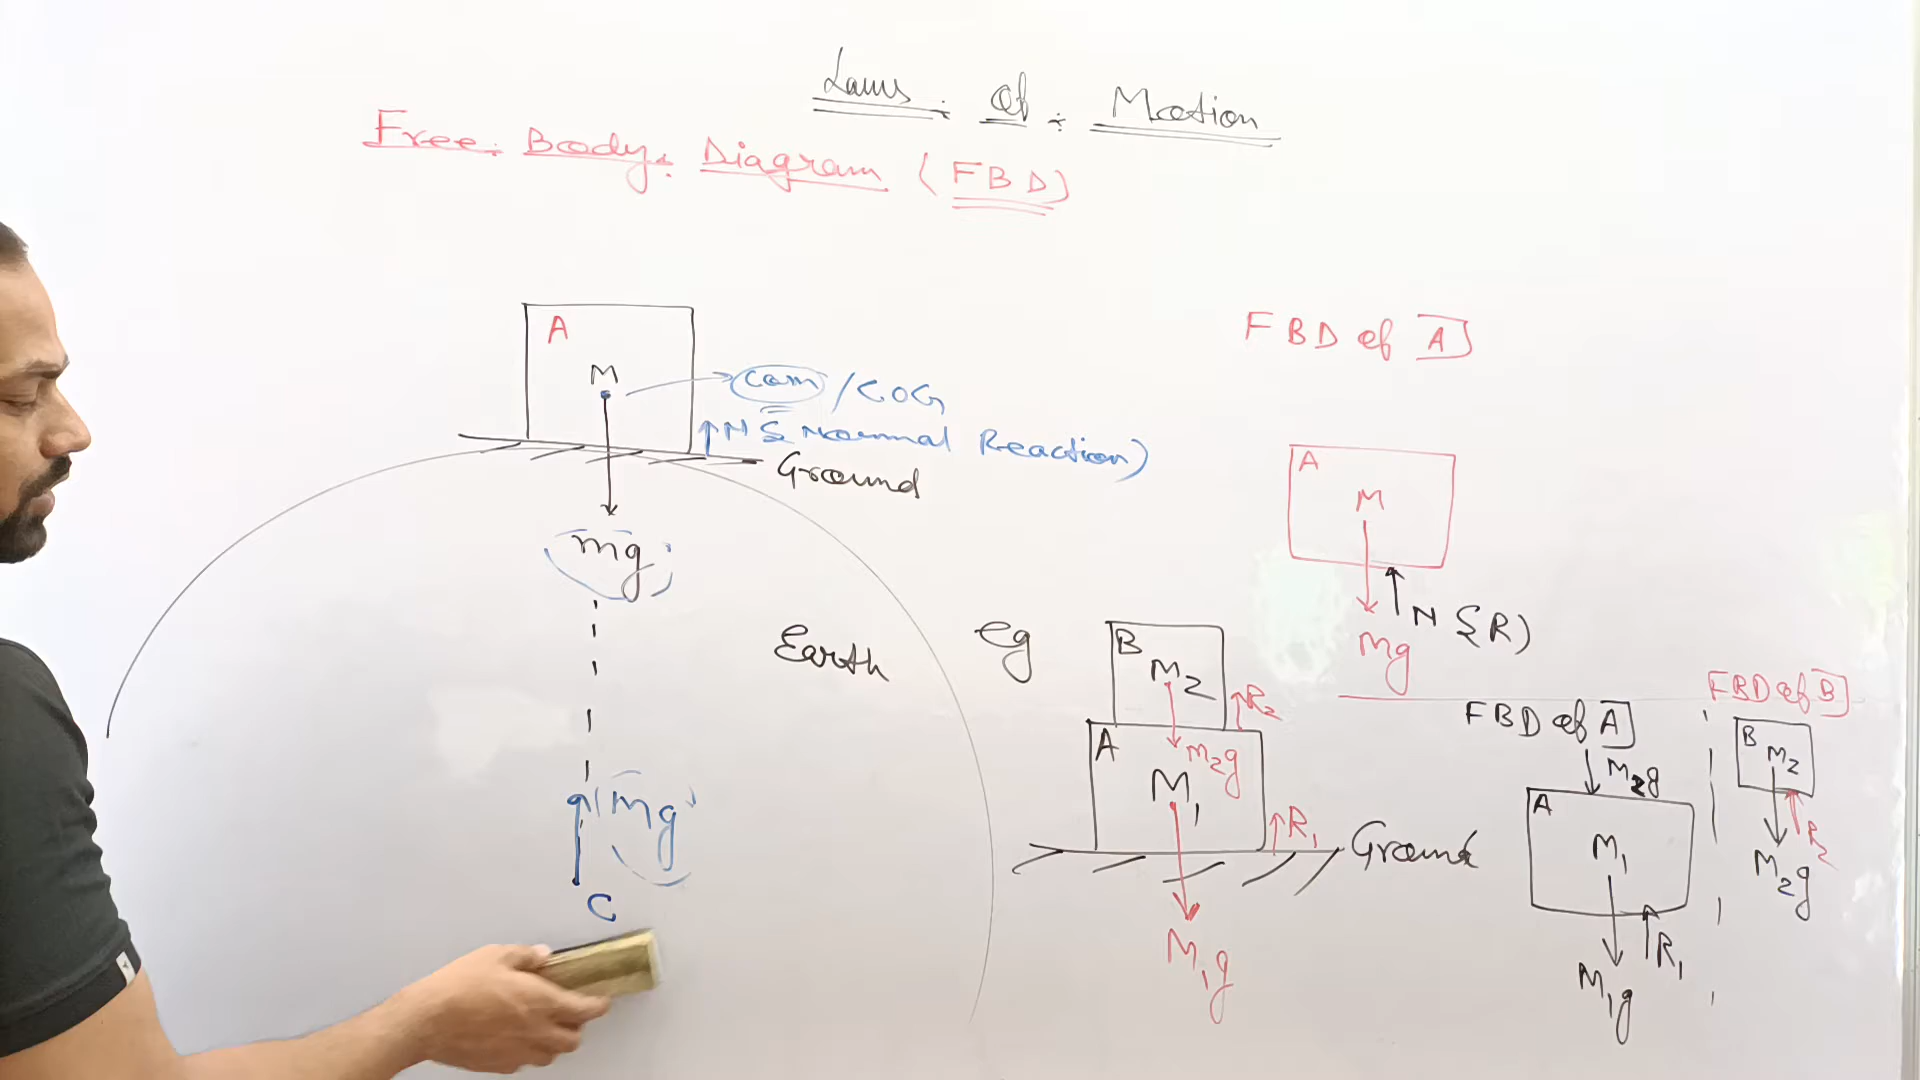 Laws of Motion
Free Body Diagram (FBD)
A
M
com / COG
N (Normal Reaction)
Ground
mg
Earth
mg
C
FBD of A
A
M
N (R)
Mg
eg
B
M2
R2
A
M2g
M1
R1
Ground
M1g
FBD of A
M2g
A
M1
R1
M1g
FBD of B
B
M2
R2
M2g